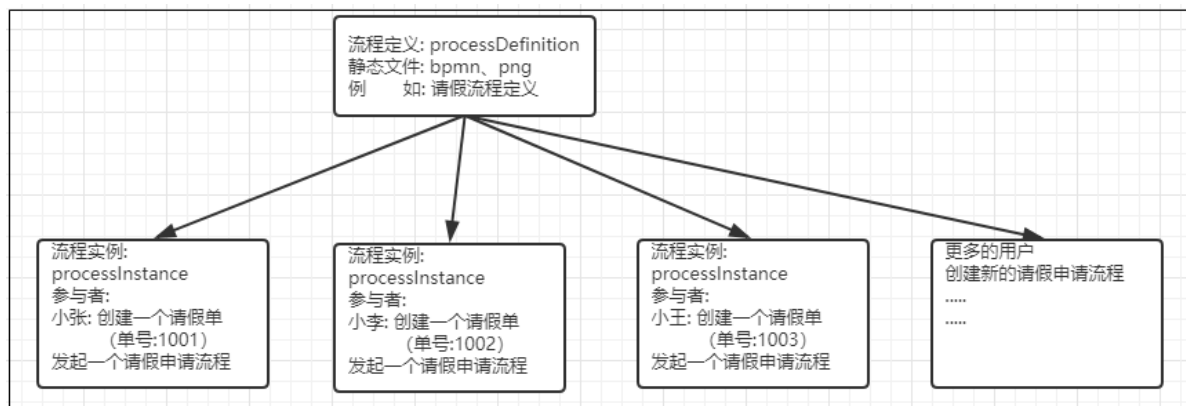 流程定义: processDefinition
静态文件: bpmn、png
例 如: 请假流程定义
流程实例:
processInstance
参与者:
小张: 创建一个请假单
（单号:1001）
发起一个请假申请流程
流程实例:
processInstance
参与者:
小李: 创建一个请假单
（单号:1002）
发起一个请假申请流程
流程实例:
processInstance
参与者:
小王: 创建一个请假单
（单号:1003）
发起一个请假申请流程
更多的用户
创建新的请假申请流程
.....
.....